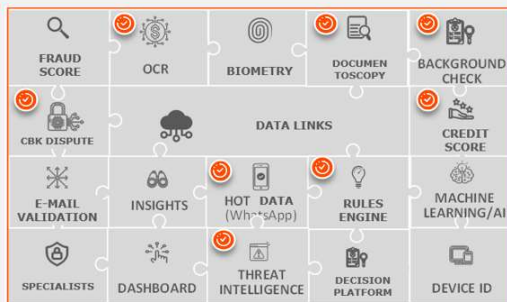 FRAUD
SCORE
OCR
BIOMETRY
DOCUMEN
TOSCOPY
BACKGROUND
CHECK
CBK DISPUTE
DATA LINKS
CREDIT
SCORE
E-MAIL
VALIDATION
INSIGHTS
HOT DATA
(WhatsApp)
RULES
ENGINE
MACHINE
LEARNING/AI
SPECIALISTS
DASHBOARD
THREAT
INTELLIGENCE
DECISION
PLATFORM
DEVICE ID